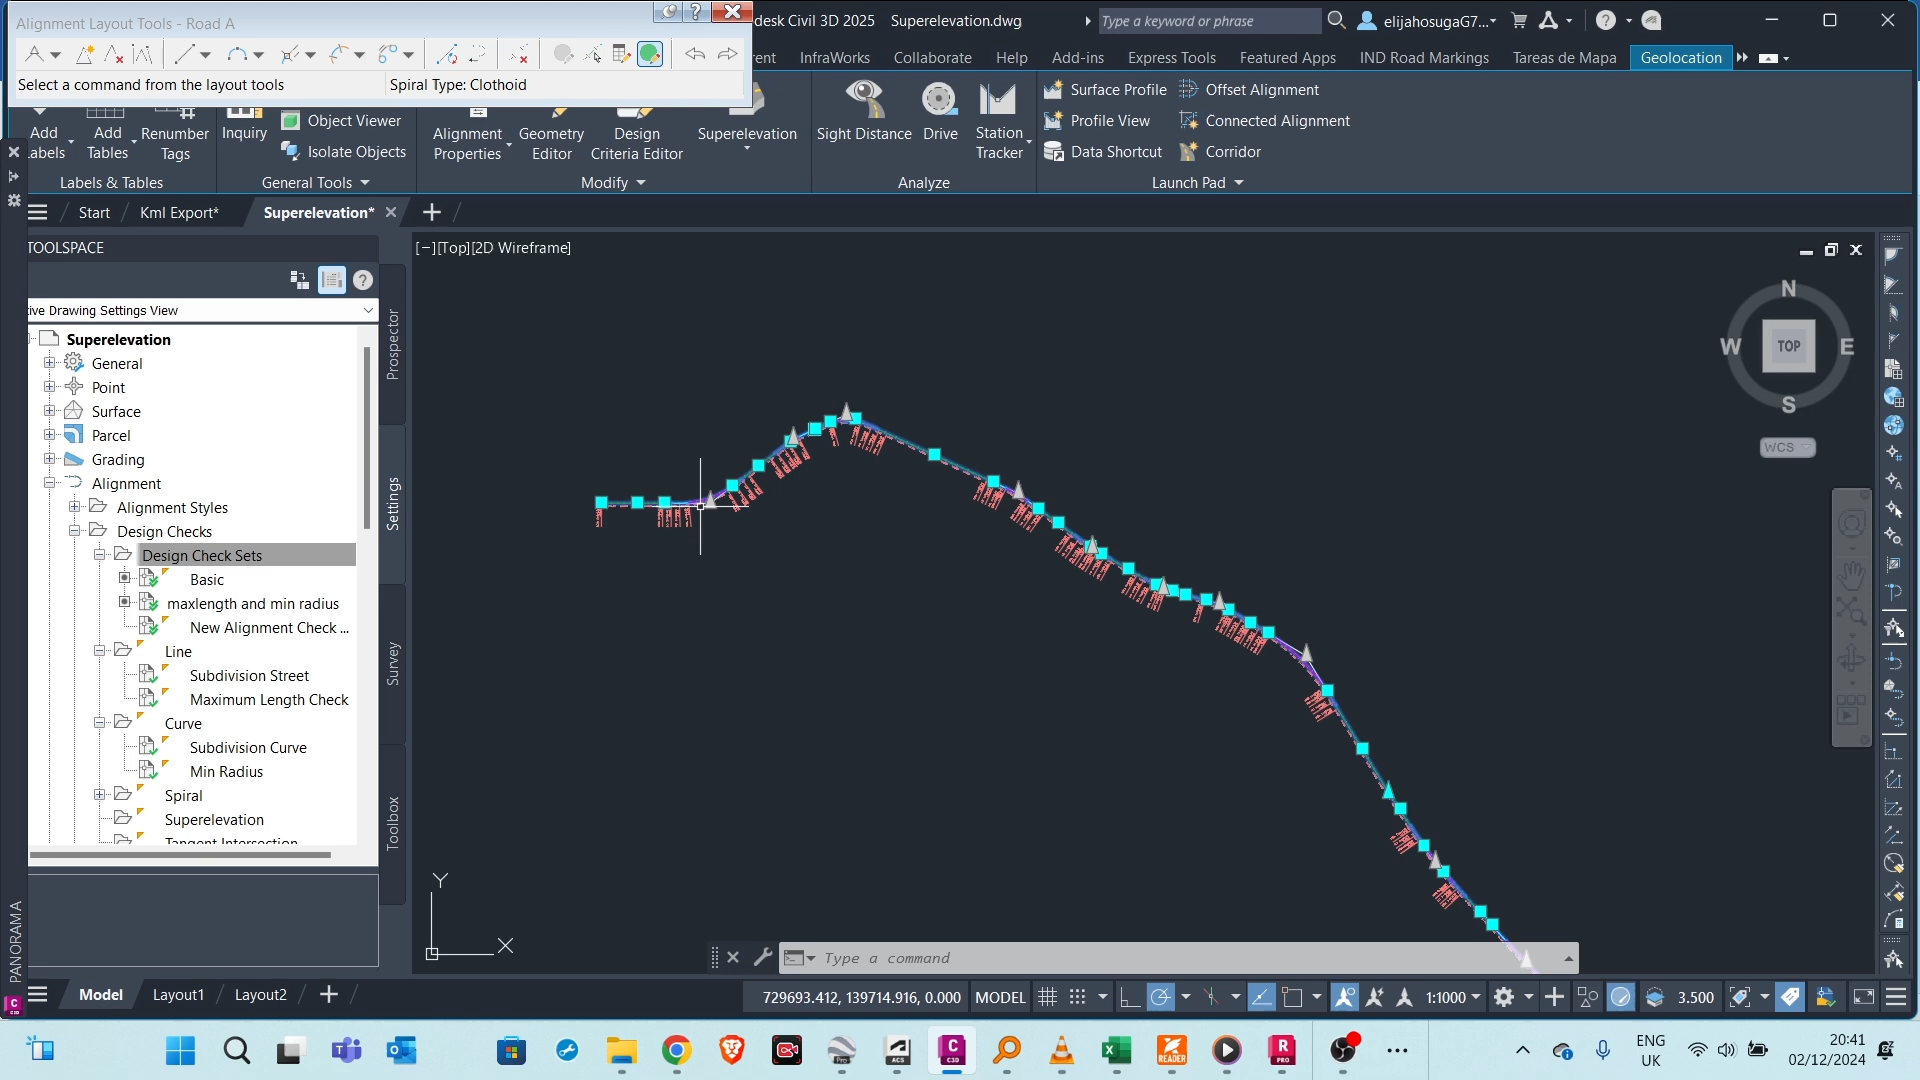 Alignment Layout Tools - Road A
desk Civil 3D 2025 Superelevation.dwg
Type a keyword or phrase
elijahosugaG7...
Select a command from the layout tools
Spiral Type: Clothoid
InfraWorks Collaborate Help Add-ins Express Tools Featured Apps IND Road Markings Tareas de Mapa Geolocation
Add
Add Tables
Renumber Tags
Inquiry
Object Viewer
Isolate Objects
Alignment Properties
Geometry Editor
Design Criteria Editor
Superelevation
Sight Distance
Drive
Station Tracker
Surface Profile
Profile View
Data Shortcut
Offset Alignment
Connected Alignment
Corridor
Labels & Tables
General Tools
Modify
Analyze
Launch Pad
Start
Kml Export*
Superelevation*
TOOLSPACE
[−][Top][2D Wireframe]
tive Drawing Settings View
Superelevation
General
Point
Surface
Parcel
Grading
Alignment
Alignment Styles
Design Checks
Design Check Sets
Basic
maxlength and min radius
New Alignment Check ...
Line
Subdivision Street
Maximum Length Check
Curve
Subdivision Curve
Min Radius
Spiral
Superelevation
Tangent Intersection
Prospector
Settings
Survey
Toolbox
N
W
TOP
E
S
WCS
Y
X
PANORAMA
Type a command
Model
Layout1
Layout2
729693.412, 139714.916, 0.000
MODEL
1:1000
3.500
ENG
UK
20:41
02/12/2024